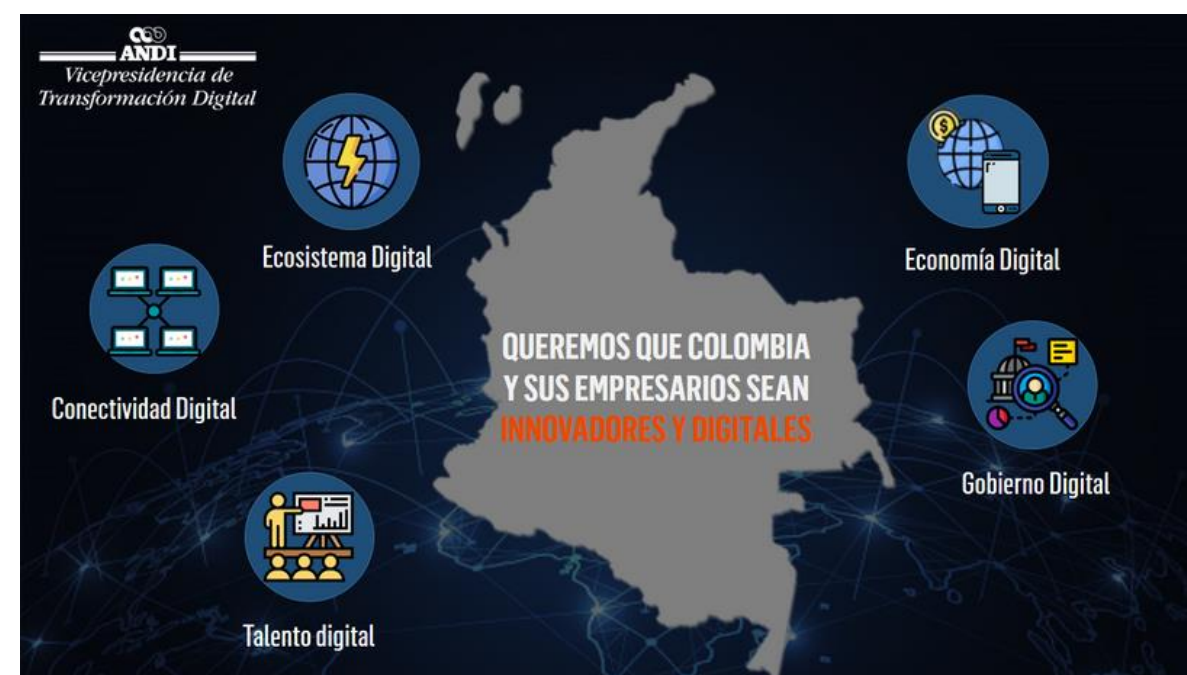 ANDI
Vicepresidencia de
Transformación Digital
Ecosistema Digital
Economía Digital
Conectividad Digital
QUEREMOS QUE COLOMBIA
Y SUS EMPRESARIOS SEAN
INNOVADORES Y DIGITALES
Gobierno Digital
Talento digital